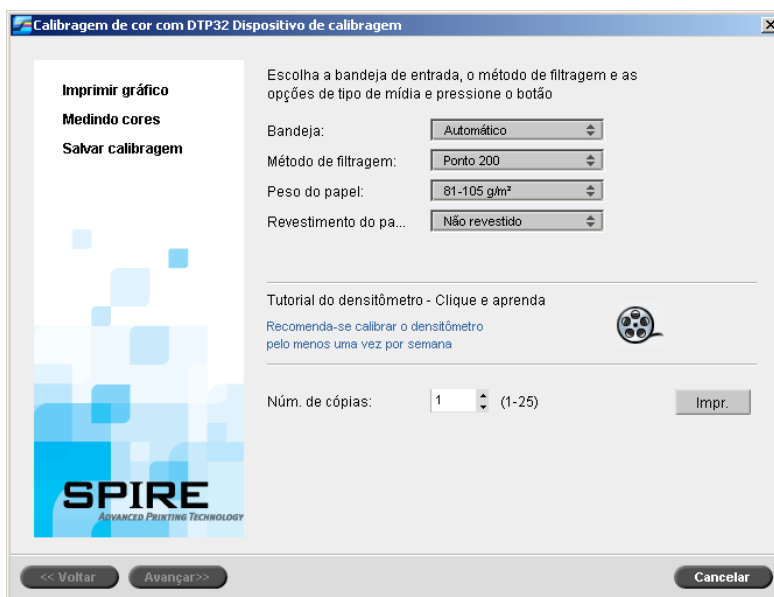 Calibragem de cor com DTP32 Dispositivo de calibragem
Imprimir gráfico
Medindo cores
Salvar calibragem
Escolha a bandeja de entrada, o método de filtragem e as
opções de tipo de mídia e pressione o botão
Bandeja: Automático
Método de filtragem: Ponto 200
Peso do papel: 81-105 g/m²
Revestimento do pa... Não revestido
Tutorial do densitômetro - Clique e aprenda
Recomenda-se calibrar o densitômetro
pelo menos uma vez por semana
Núm. de cópias: 1 (1-25) Impr.
SPIRE
ADVANCED PRINTING TECHNOLOGY
<< Voltar Avançar>> Cancelar